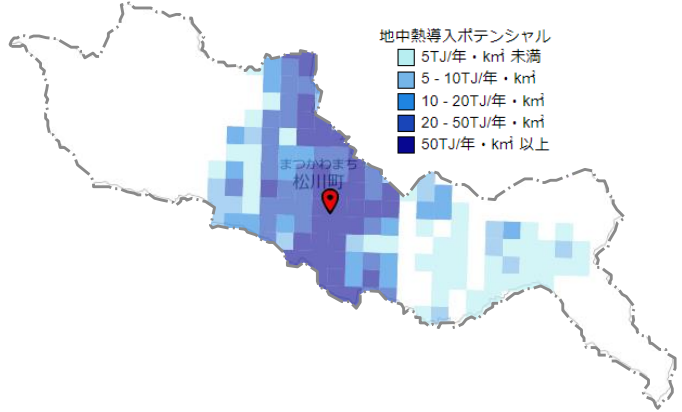 地中熱導入ポテンシャル
5TJ/年・k㎡ 未満
5 - 10TJ/年・k㎡
10 - 20TJ/年・k㎡
20 - 50TJ/年・k㎡
50TJ/年・k㎡ 以上
まつかわまち
松川町